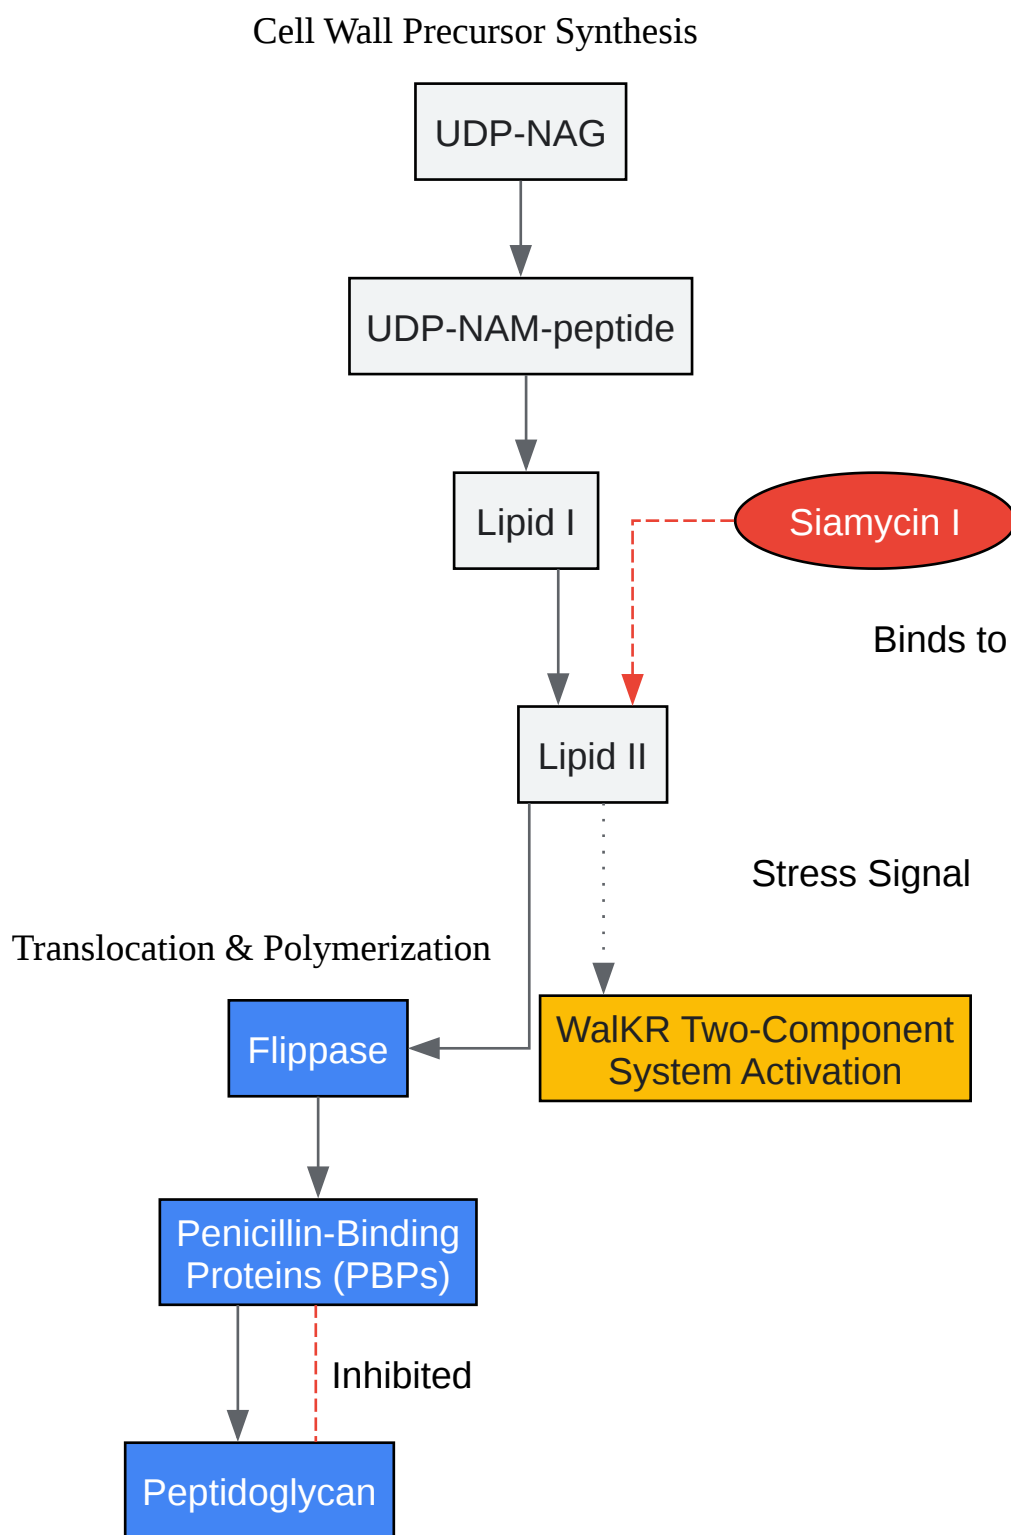 Cell Wall Precursor Synthesis
UDP-NAG
UDP-NAM-peptide
Lipid I
Siamycin I
Binds to
Lipid II
Stress Signal
Translocation & Polymerization
Flippase
WalKR Two-Component
System Activation
Penicillin-Binding
Proteins (PBPs)
Inhibited
Peptidoglycan